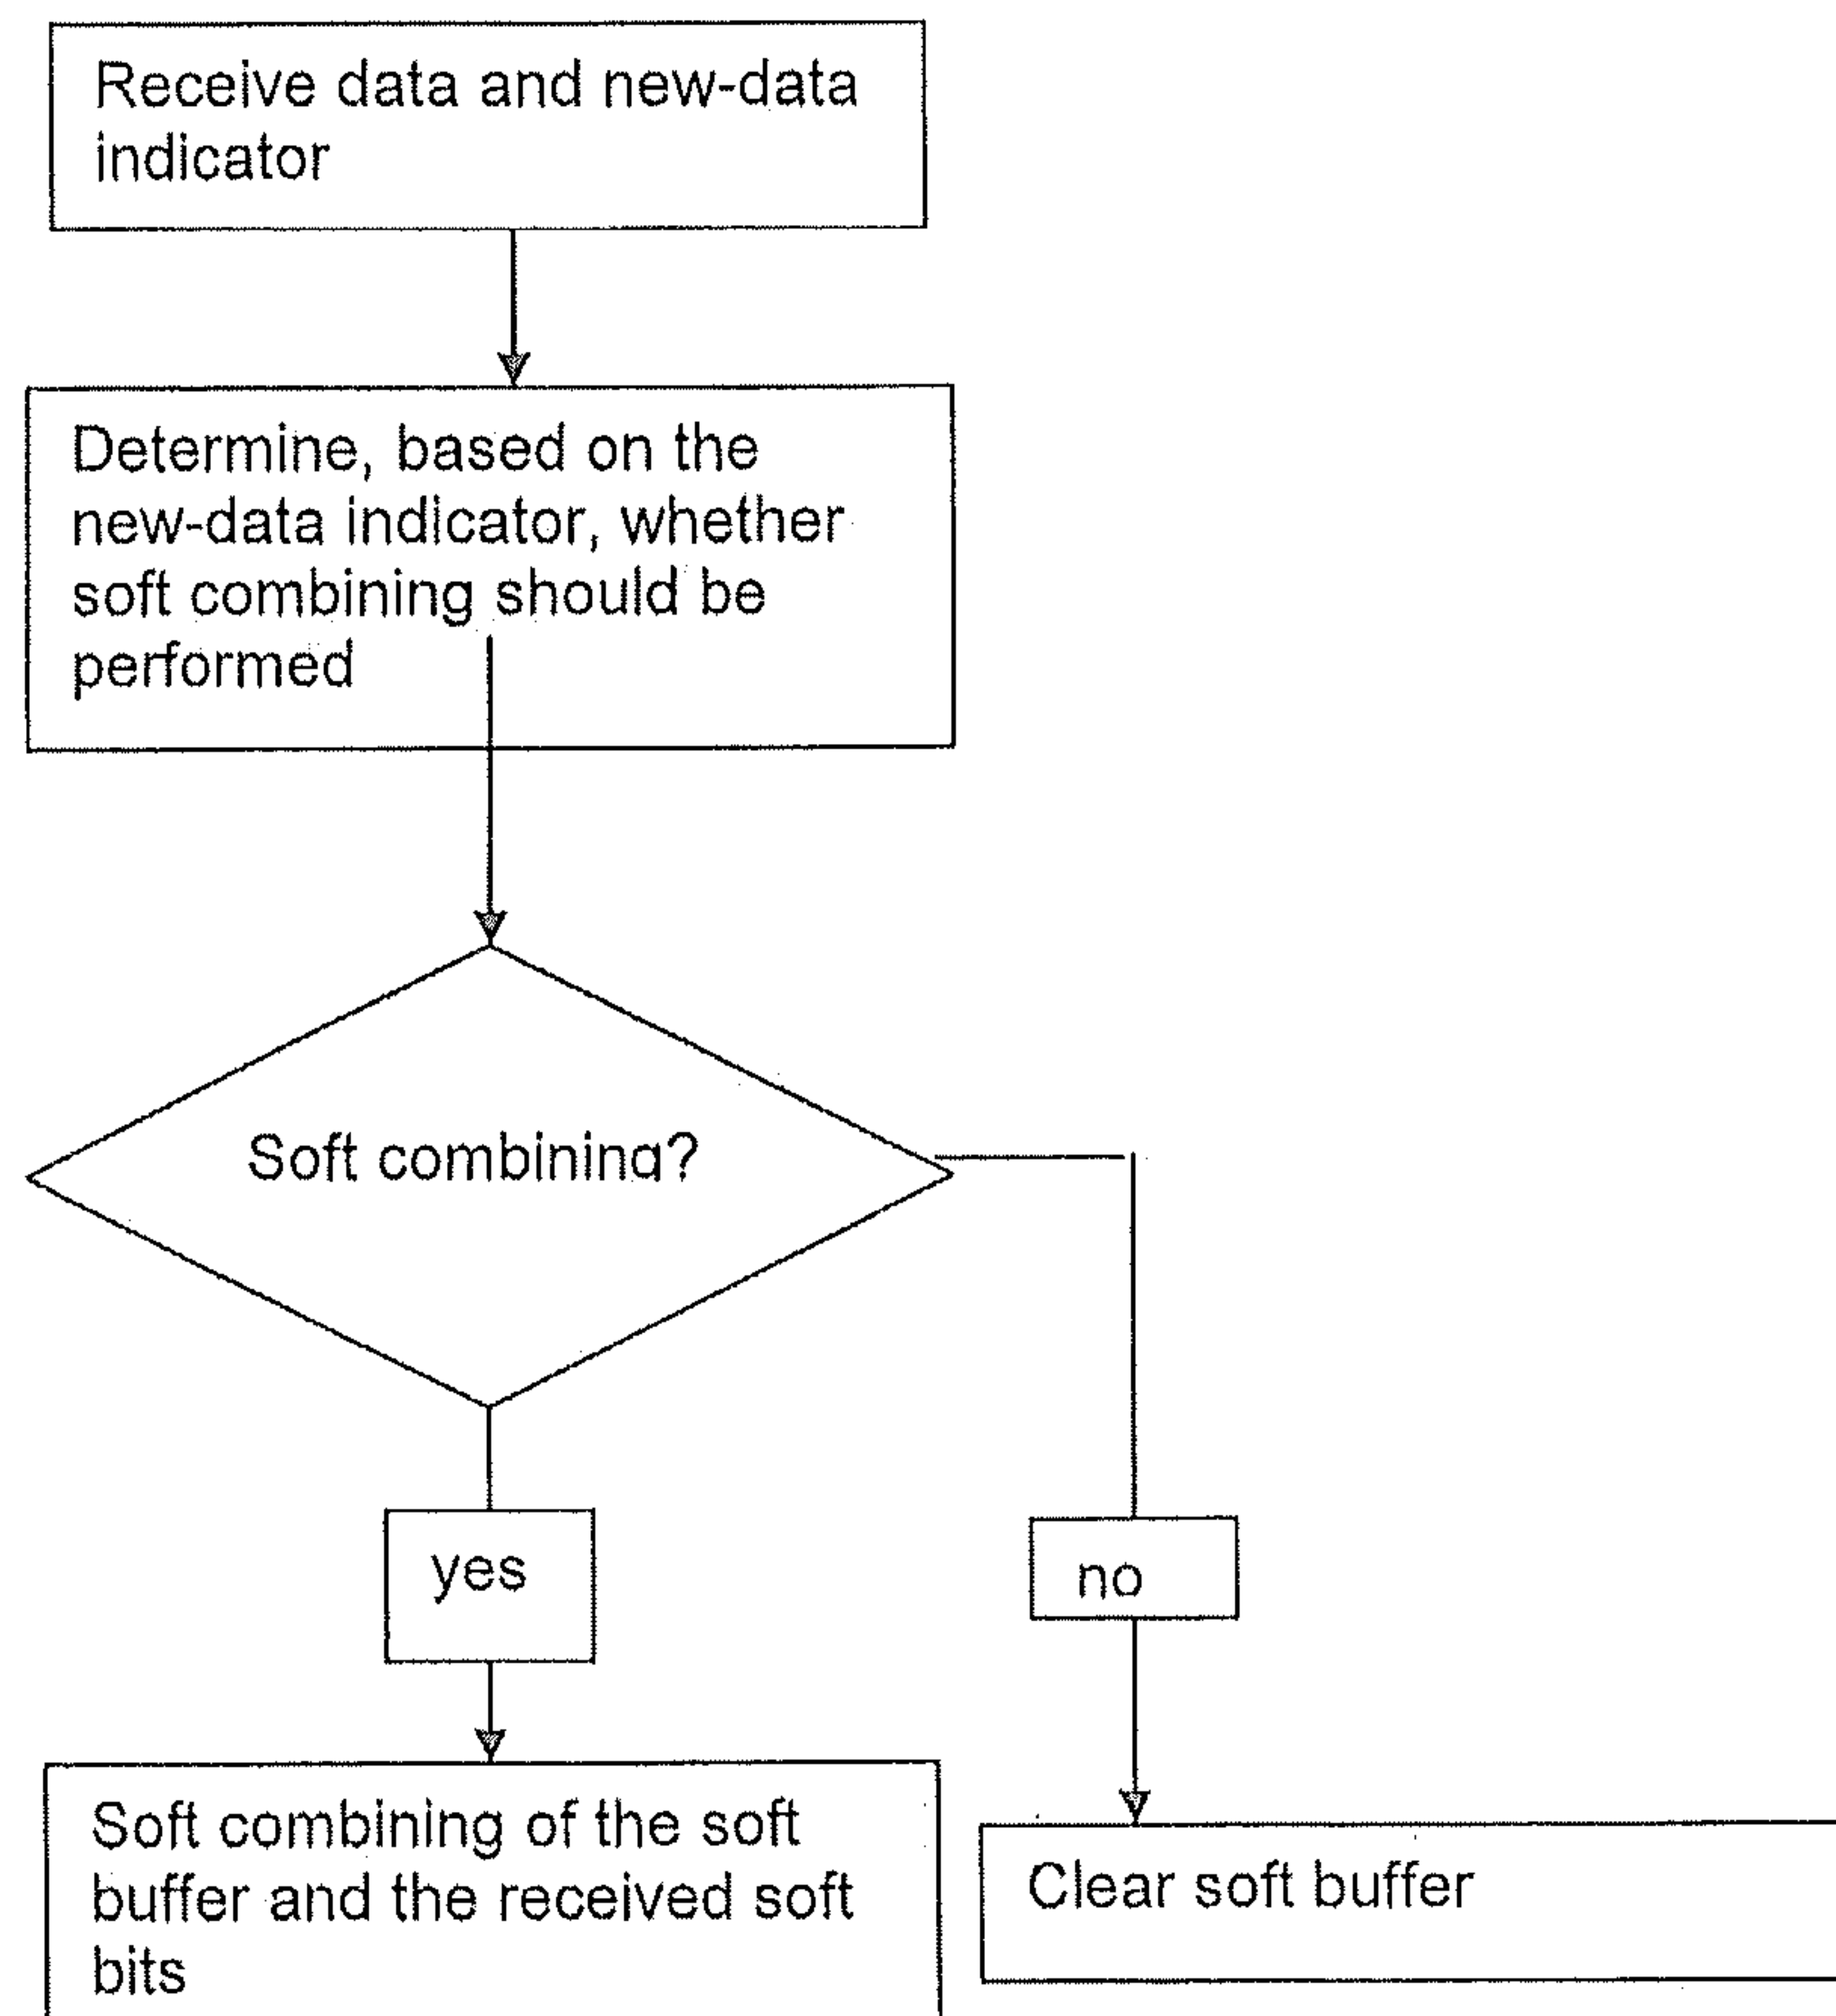 Receive data and new-data
indicator
Determine, based on the
new-data indicator, whether
soft combining should be
performed
Soft combining?
yes
no
Soft combining of the soft
buffer and the received soft
bits
Clear soft buffer